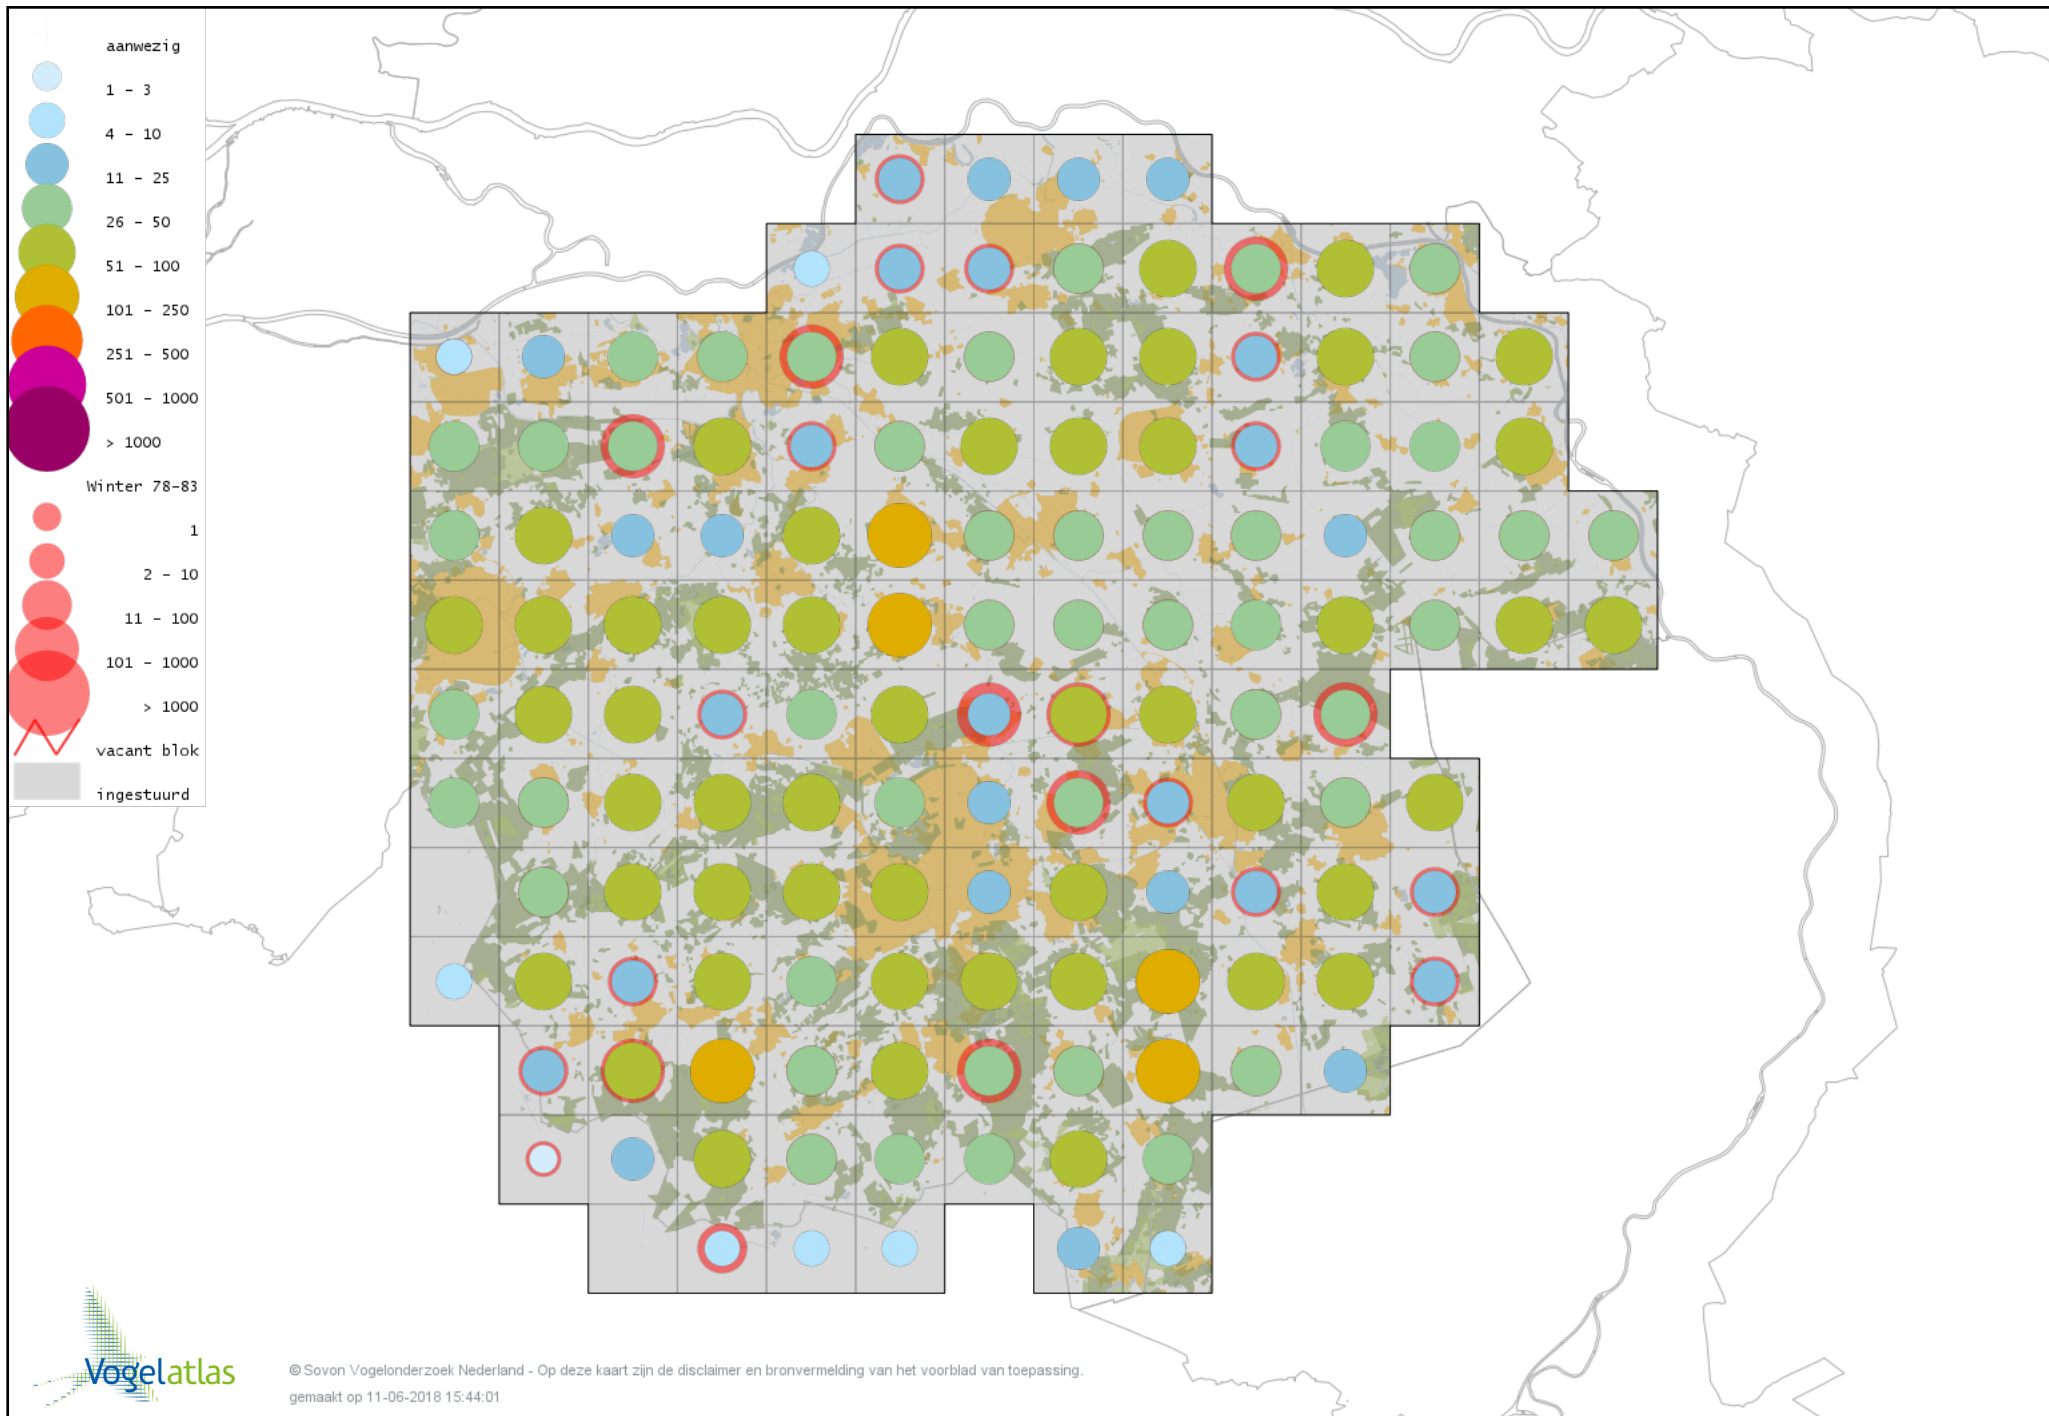 aanwezig
1 - 3
4 - 10
11 - 25
26 - 50
51 - 100
101 - 250
251 - 500
501 - 1000
> 1000
Winter 78-83
1
2 - 10
11 - 100
101 - 1000
> 1000
vacant blok
ingestuurd
Vogelatlas
© Sovon Vogelonderzoek Nederland - Op deze kaart zijn de disclaimer en bronvermelding van het voorblad van toepassing.
gemaakt op 11-06-2018 15:44:01